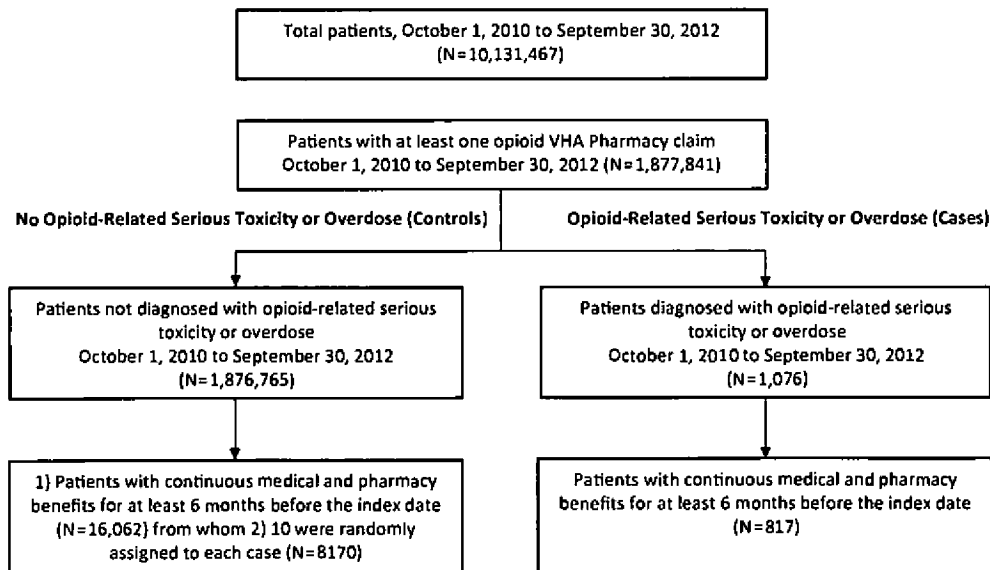 Total patients, October 1, 2010 to September 30, 2012
(N=10,131,467)
Patients with at least one opioid VHA Pharmacy claim
October 1, 2010 to September 30, 2012 (N=1,877,841)
No Opioid-Related Serious Toxicity or Overdose (Controls)
Opioid-Related Serious Toxicity or Overdose (Cases)
Patients not diagnosed with opioid-related serious
toxicity or overdose
October 1, 2010 to September 30, 2012
(N=1,876,765)
Patients diagnosed with opioid-related serious
toxicity or overdose
October 1, 2010 to September 30, 2012
(N=1,076)
1) Patients with continuous medical and pharmacy
benefits for at least 6 months before the index date
(N=16,062) from whom 2) 10 were randomly
assigned to each case (N=8170)
Patients with continuous medical and pharmacy
benefits for at least 6 months before the index date
(N=817)